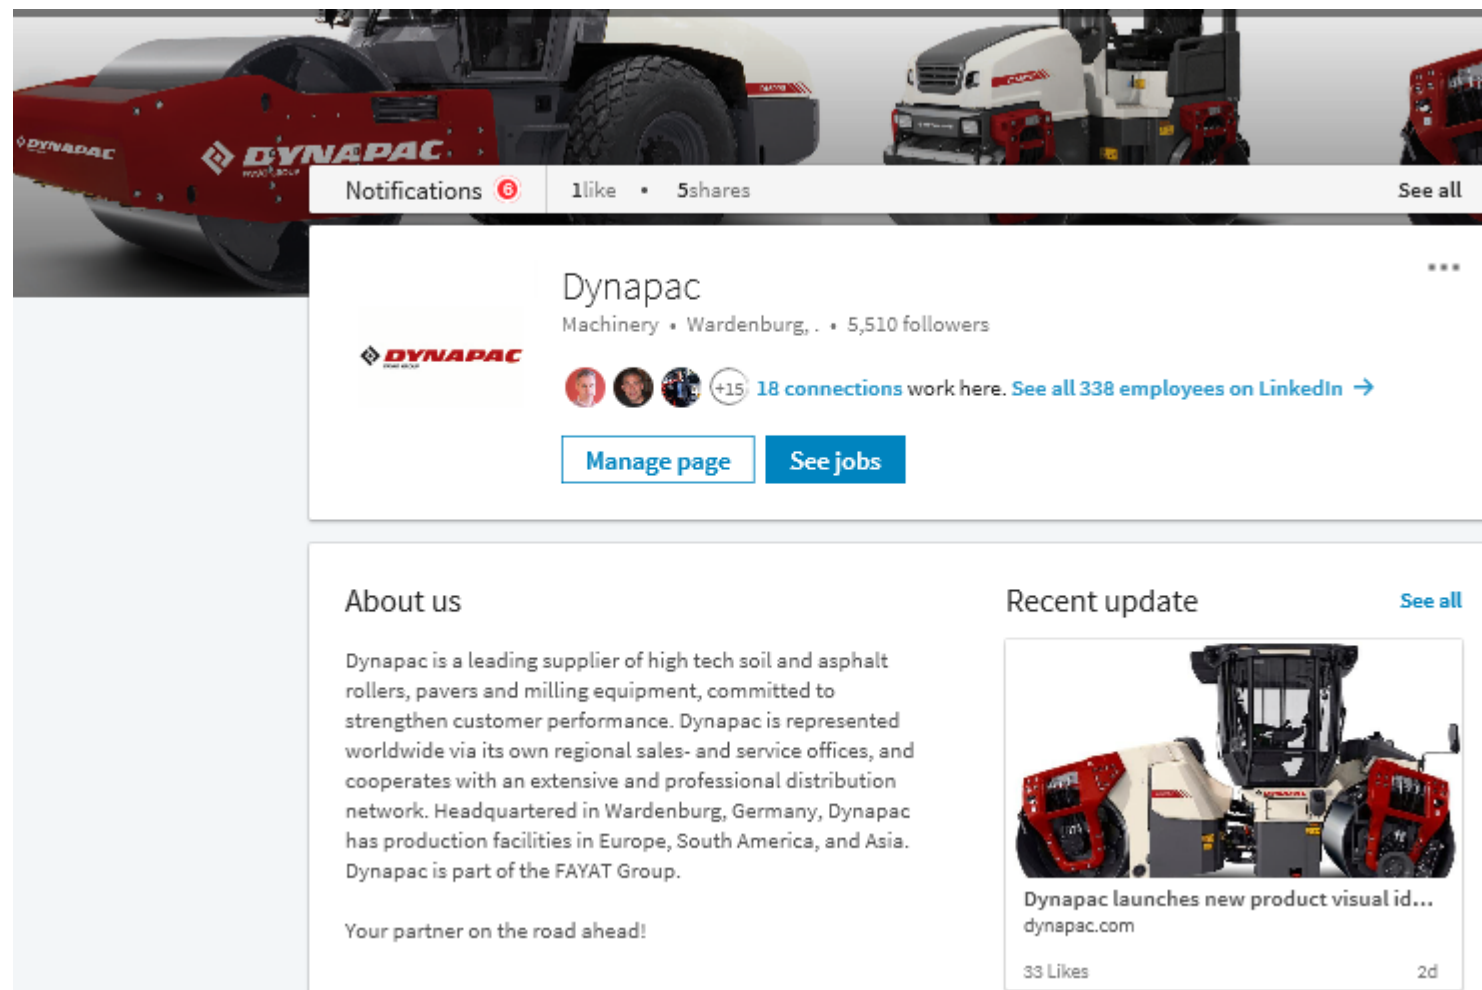 DYNAPAC
DYNAPAC
FAYAT GROUP
Notifications 6 1like • 5shares See all
Dynapac
Machinery • Wardenburg, . • 5,510 followers
DYNAPAC
FAYAT GROUP
+15 18 connections work here. See all 338 employees on LinkedIn →
Manage page See jobs
About us
Dynapac is a leading supplier of high tech soil and asphalt
rollers, pavers and milling equipment, committed to
strengthen customer performance. Dynapac is represented
worldwide via its own regional sales- and service offices, and
cooperates with an extensive and professional distribution
network. Headquartered in Wardenburg, Germany, Dynapac
has production facilities in Europe, South America, and Asia.
Dynapac is part of the FAYAT Group.
Your partner on the road ahead!
Recent update See all
DYNAPAC
Dynapac launches new product visual id...
dynapac.com
33 Likes 2d